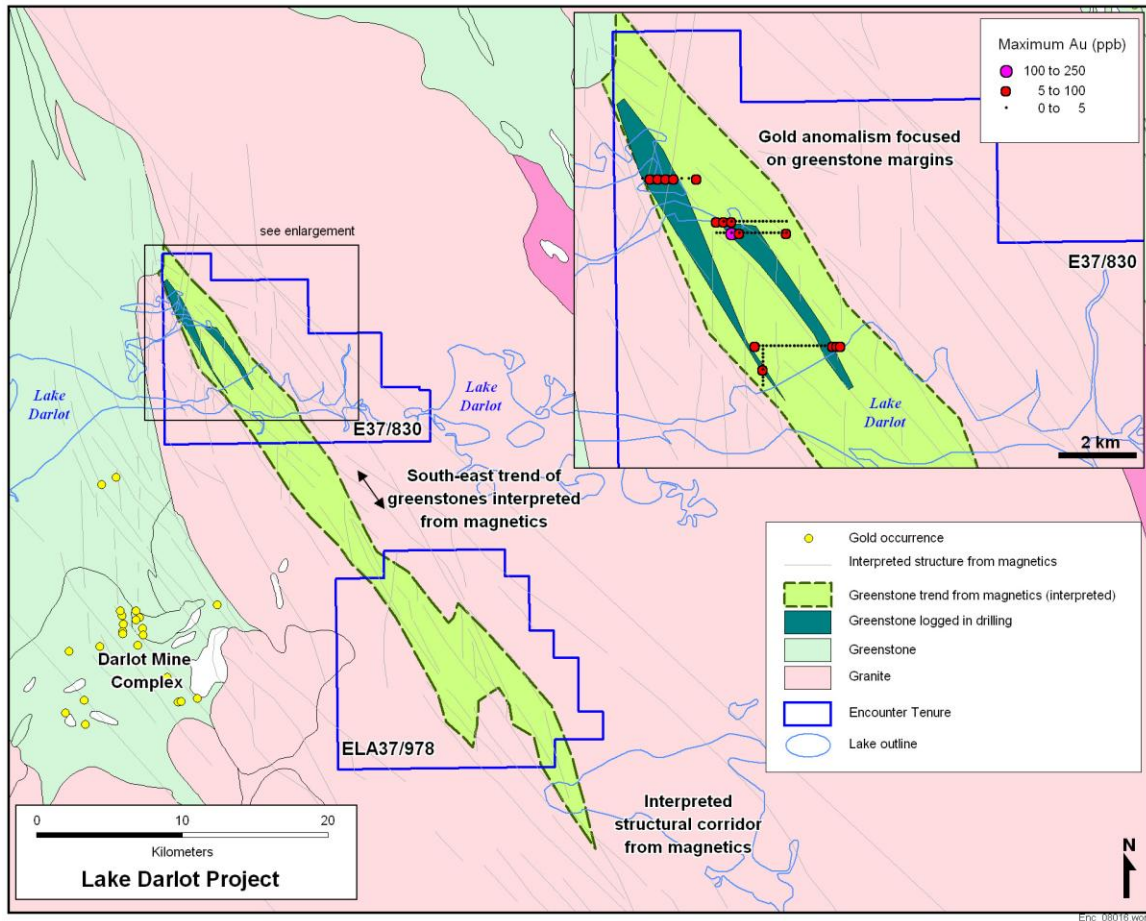 Maximum Au (ppb)
100 to 250
5 to 100
0 to 5
Gold anomalism focused
on greenstone margins
E37/830
Lake
Darlot
2 km
see enlargement
Lake
Darlot
Lake
Darlot
E37/830
South-east trend of
greenstones interpreted
from magnetics
Gold occurrence
Interpreted structure from magnetics
Greenstone trend from magnetics (interpreted)
Greenstone logged in drilling
Greenstone
Granite
Encounter Tenure
Lake outline
Darlot Mine
Complex
ELA37/978
Interpreted
structural corridor
from magnetics
0 10 20
Kilometers
Lake Darlot Project
N
Enc_08016.wor